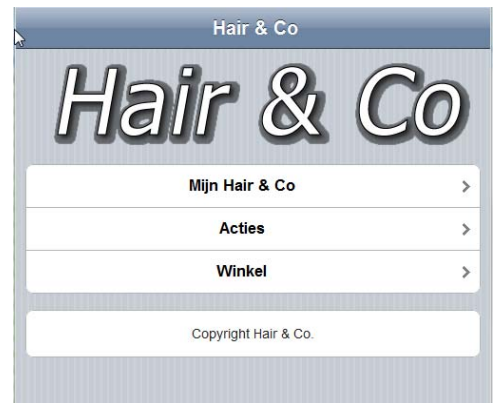 Hair & Co
Hair & Co
Mijn Hair & Co
Acties
Winkel
Copyright Hair & Co.